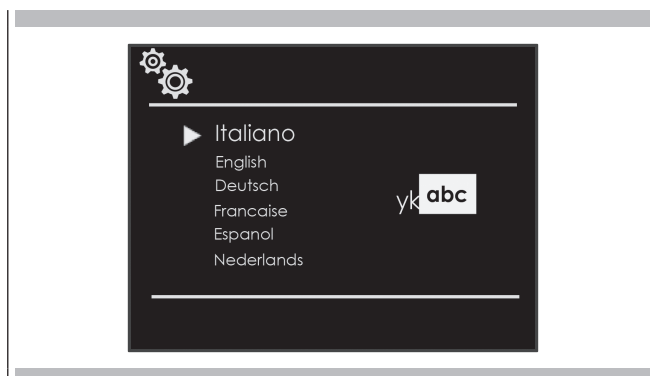 Italiano
English
Deutsch
Francaise
yk abc
Espanol
Nederlands